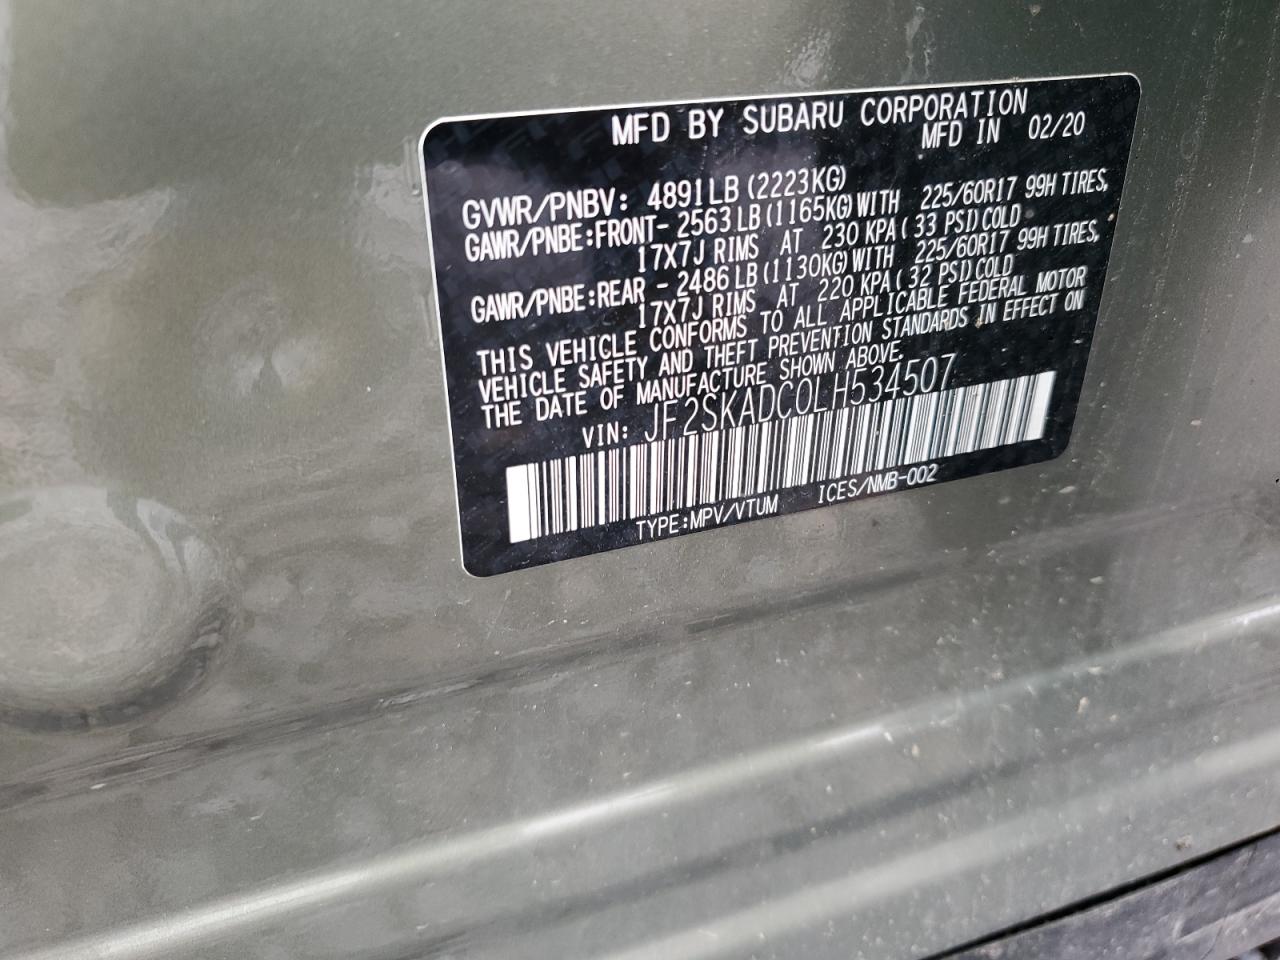 MFD BY SUBARU CORPORATION
MFD IN 02/20
GVWR/PNBV: 4891LB (2223KG)
GAWR/PNBE:FRONT- 2563LB (1165KG) WITH 225/60R17 99H TIRES,
17X7J RIMS AT 230 KPA ( 33 PSI) COLD
GAWR/PNBE:REAR - 2486LB (1130KG) WITH 225/60R17 99H TIRES,
17X7J RIMS AT 220 KPA ( 32 PSI) COLD
THIS VEHICLE CONFORMS TO ALL APPLICABLE FEDERAL MOTOR
VEHICLE SAFETY AND THEFT PREVENTION STANDARDS IN EFFECT ON
THE DATE OF MANUFACTURE SHOWN ABOVE.
VIN: JF2SKADC0LH534507
TYPE:MPV/VTUM ICES/NMB-002